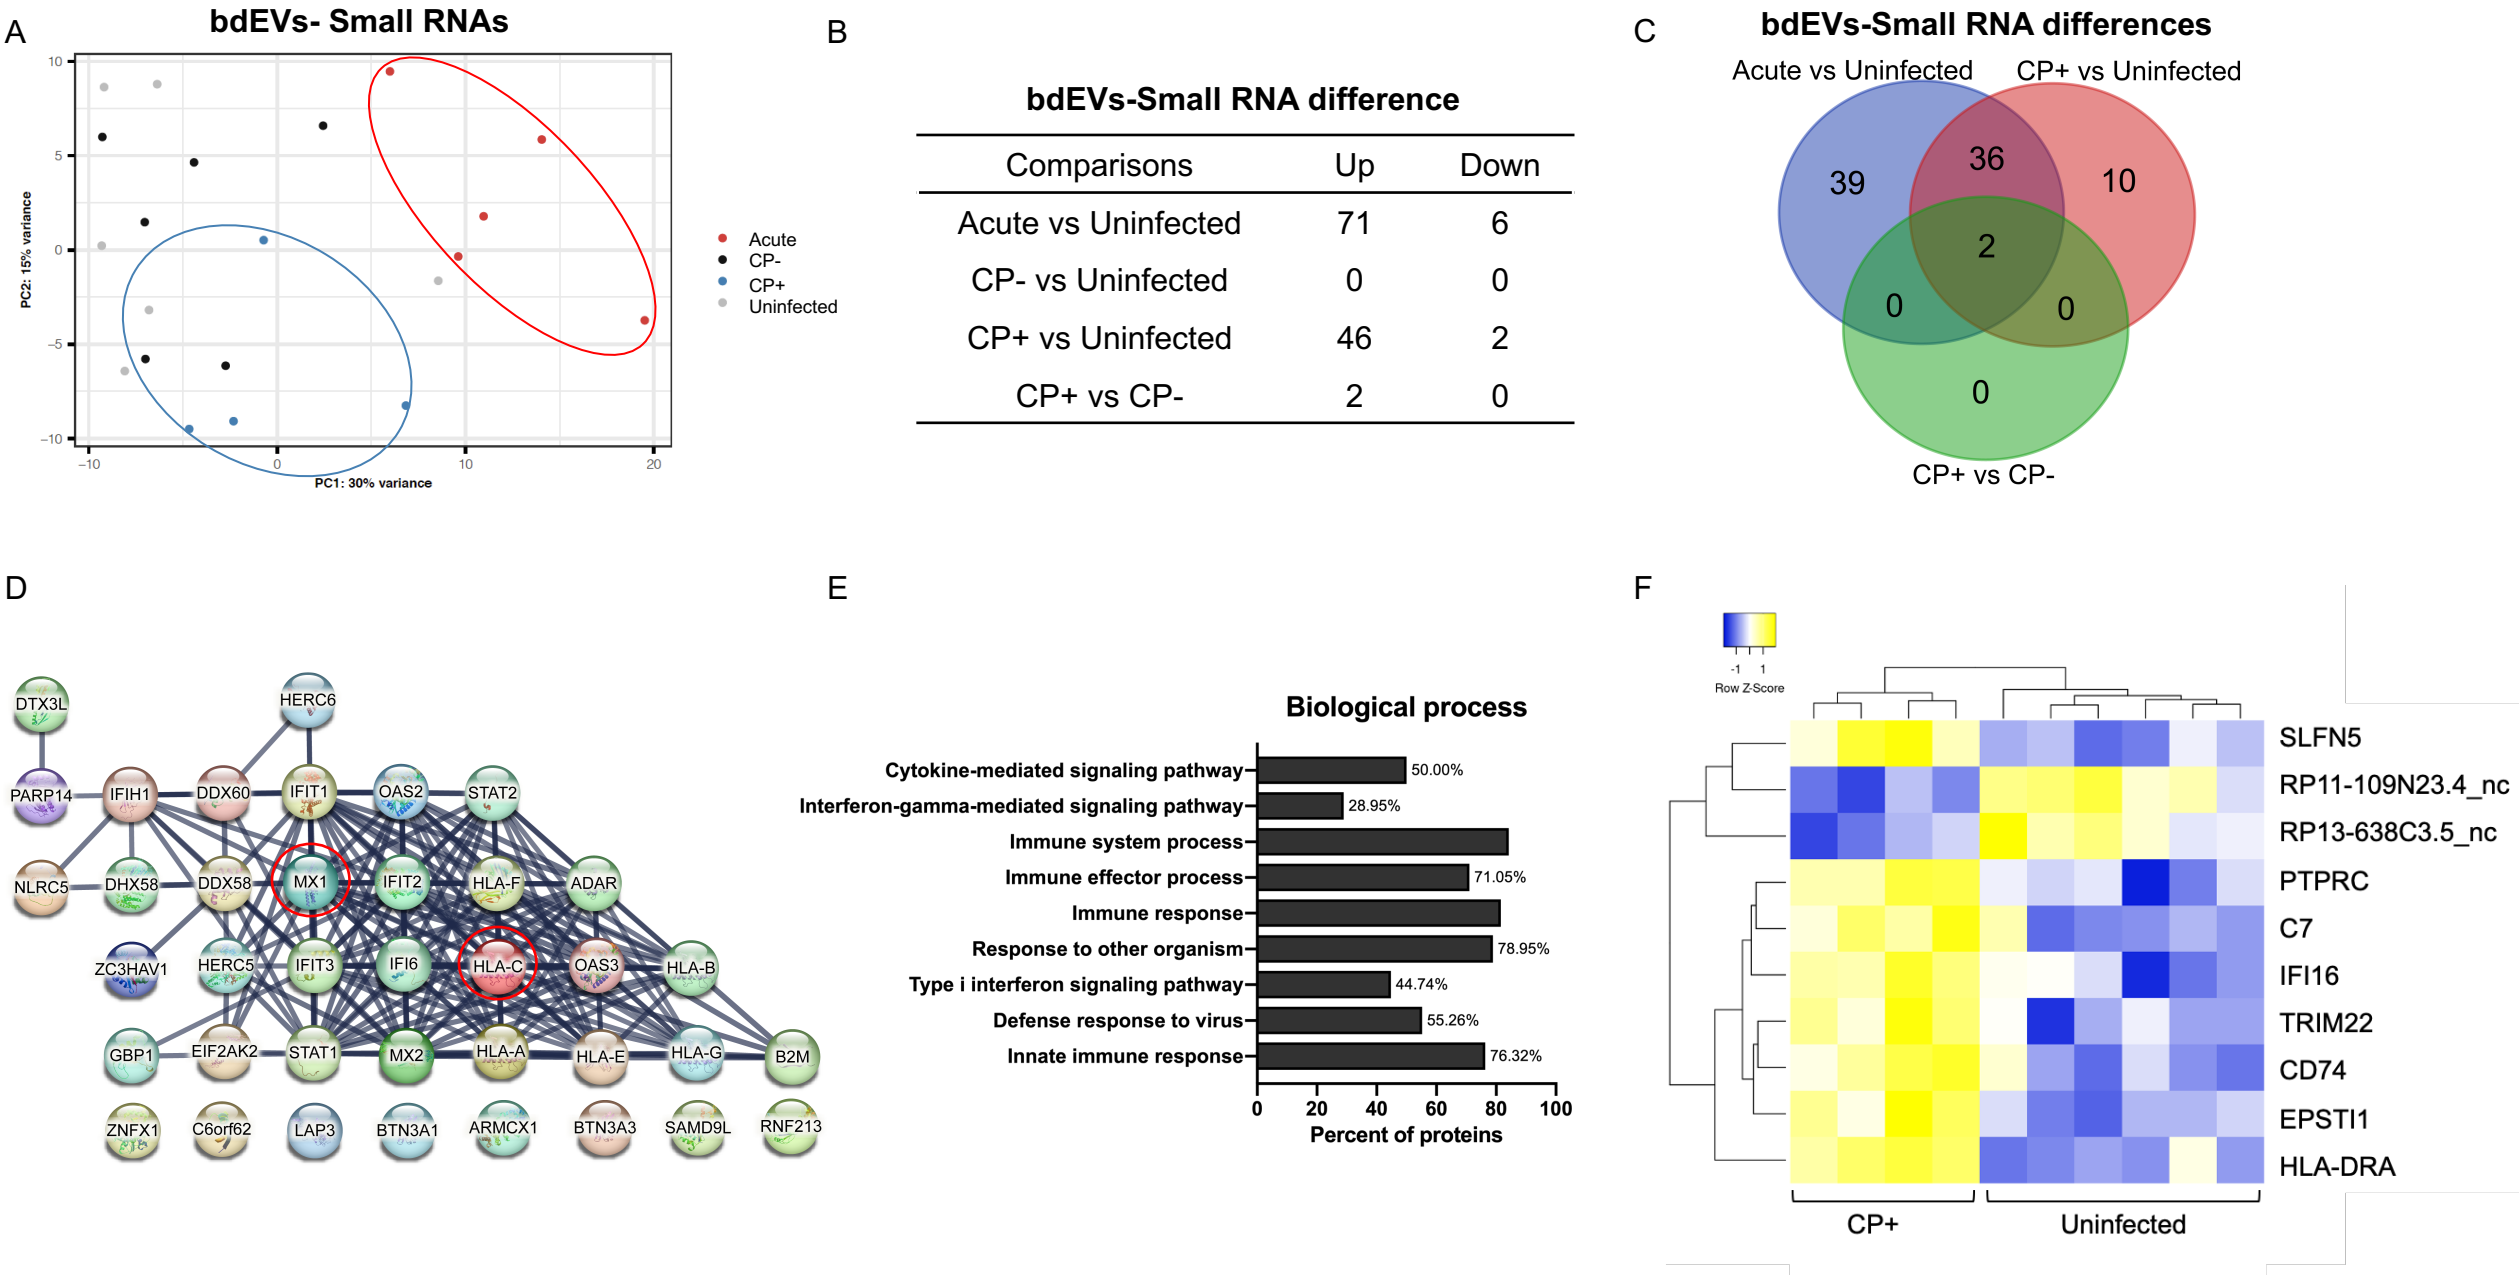 A
bdEVs- Small RNAs
10
5
0
−5
−10
−10
0
10
20
PC2: 15% variance
PC1: 30% variance
Acute
CP-
CP+
Uninfected
B
bdEVs-Small RNA difference
Comparisons Up Down
Acute vs Uninfected 71 6
CP- vs Uninfected 0 0
CP+ vs Uninfected 46 2
CP+ vs CP- 2 0
C
bdEVs-Small RNA differences
Acute vs Uninfected
CP+ vs Uninfected
39
36
10
2
0
0
0
CP+ vs CP-
D
DTX3L
HERC6
PARP14
IFIH1
DDX60
IFIT1
OAS2
STAT2
NLRC5
DHX58
DDX58
MX1
IFIT2
HLA-F
ADAR
ZC3HAV1
HERC5
IFIT3
IFI6
HLA-C
OAS3
HLA-B
GBP1
EIF2AK2
STAT1
MX2
HLA-A
HLA-E
HLA-G
B2M
ZNFX1
C6orf62
LAP3
BTN3A1
ARMCX1
BTN3A3
SAMD9L
RNF213
E
Biological process
Cytokine-mediated signaling pathway 50.00%
Interferon-gamma-mediated signaling pathway 28.95%
Immune system process
Immune effector process 71.05%
Immune response
Response to other organism 78.95%
Type i interferon signaling pathway 44.74%
Defense response to virus 55.26%
Innate immune response 76.32%
0 20 40 60 80 100
Percent of proteins
F
-1 1
Row Z-Score
SLFN5
RP11-109N23.4_nc
RP13-638C3.5_nc
PTPRC
C7
IFI16
TRIM22
CD74
EPSTI1
HLA-DRA
CP+
Uninfected